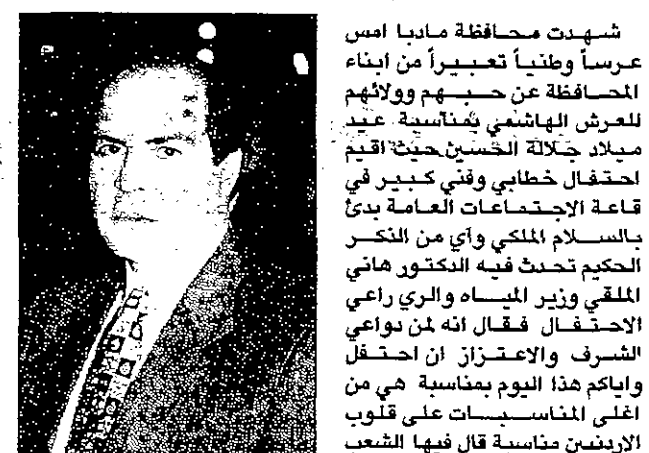 شهدت محافظة مادبا امس
عرساً وطنياً تعبيراً من ابناء
المحافظة عن حبهم وولائهم
للعرش الهاشمي بمناسبة عيد
ميلاد جلالة الحسين حيث اقيم
احتفال خطابي وفني كبير في
قاعة الاجتماعات العامة بدئ
بالسلام الملكي وآي من الذكر
الحكيم تحدث فيه الدكتور هاني
الملقي وزير المياه والري راعي
الاحتفال فقال انه لمن دواعي
الشرف والاعتزاز ان احتفل
واياكم هذا اليوم بمناسبة هي من
اغلى المناسبات على قلوب
الاردنيين مناسبة قال فيها الشعب